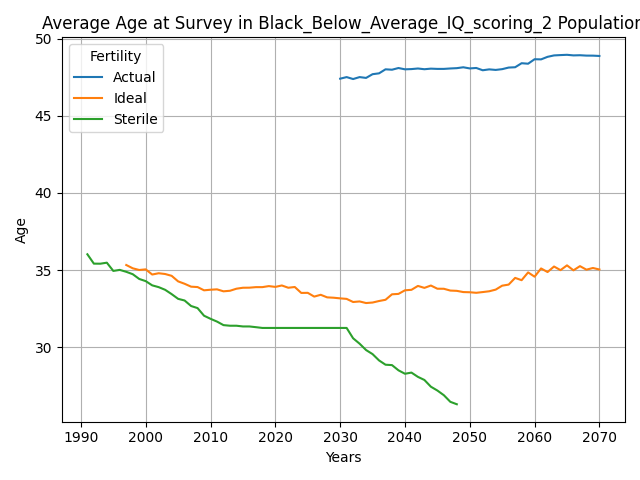 Average Age at Survey in Black_Below_Average_IQ_scoring_2 Population
Fertility
Actual
Ideal
Sterile
50
45
40
35
30
Age
1990 2000 2010 2020 2030 2040 2050 2060 2070
Years